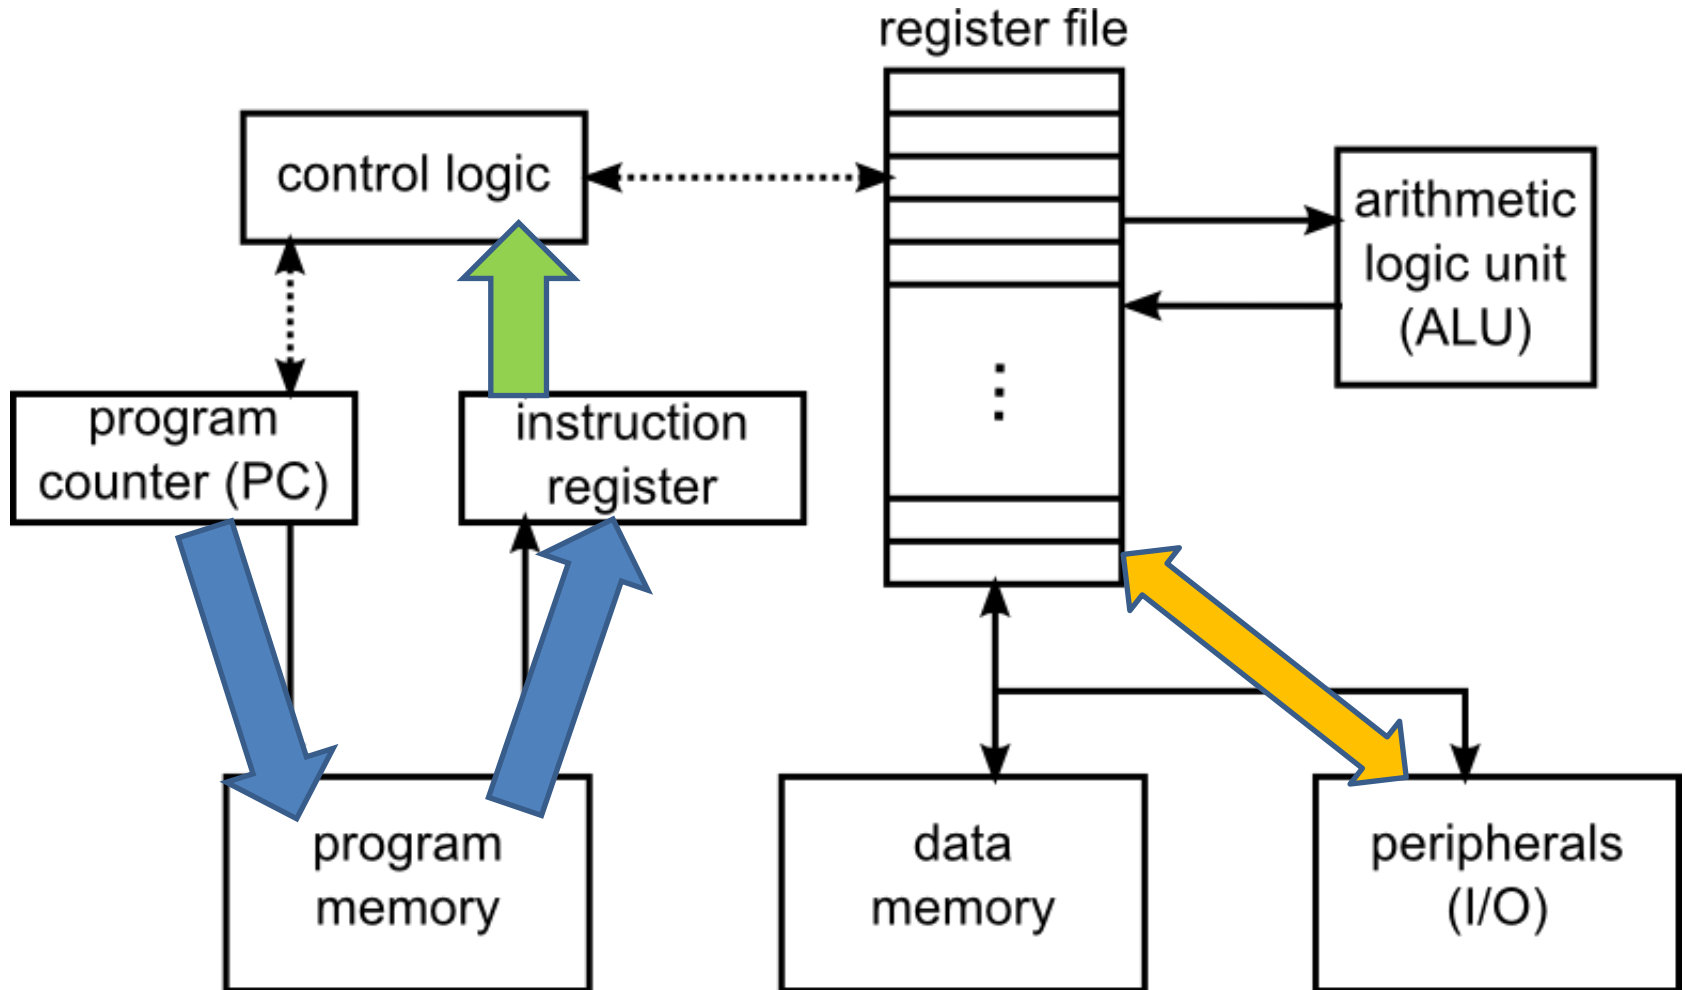 register file
control logic
arithmetic
logic unit
(ALU)
program
counter (PC)
instruction
register
program
memory
data
memory
peripherals
(I/O)